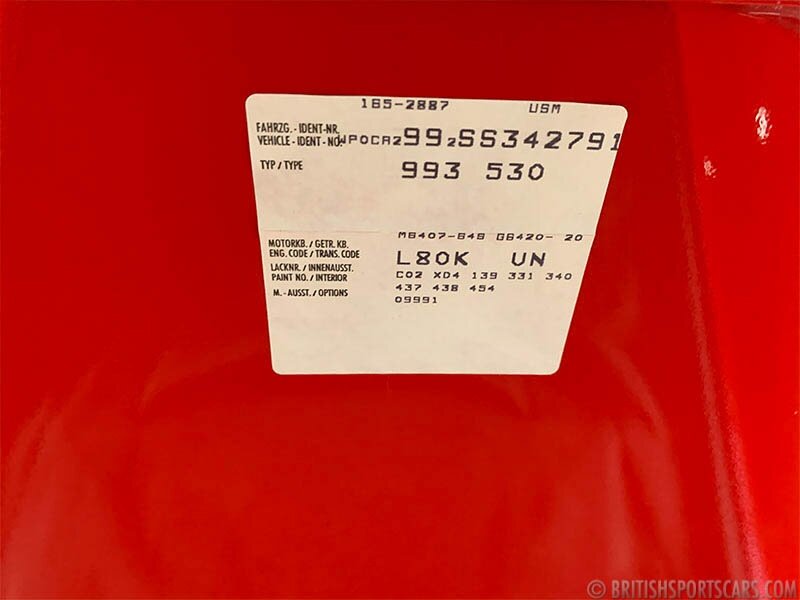 165-2887 USM
FAHRZG. - IDENT-NR.
VEHICLE - IDENT-NO. WP0CA2992SS342791
TYP / TYPE 993 530
M6407-64S G6420- 20
MOTORKB. / GETR. KB.
ENG. CODE / TRANS. CODE L80K UN
LACKNR. / INNENAUSST.
PAINT NO. / INTERIOR C02 XD4 139 331 340
M. - AUSST. / OPTIONS 437 438 454
09991
© BRITISHSPORTSCARS.COM